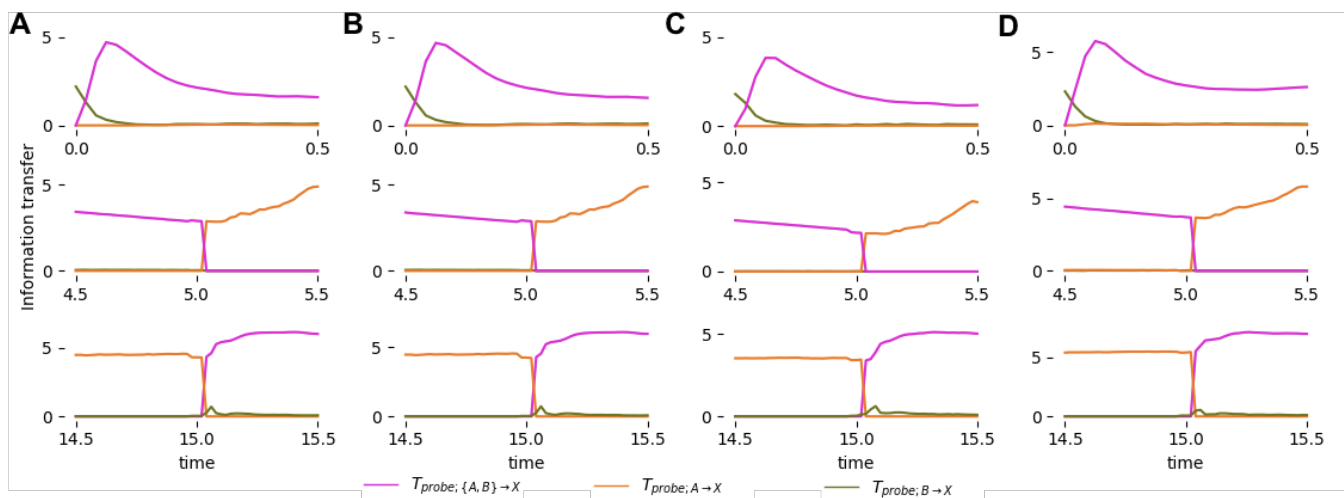 A B C D
5 5 5 5
0 0 0 0
0.0 0.5 0.0 0.5 0.0 0.5 0.0 0.5
Information transfer
5 5 5 5
0 0 0 0
4.5 5.0 5.5 4.5 5.0 5.5 4.5 5.0 5.5 4.5 5.0 5.5
5 5 5 5
0 0 0 0
14.5 15.0 15.5 14.5 15.0 15.5 14.5 15.0 15.5 14.5 15.0 15.5
time time time time
T_{probe; {A, B} → X} T_{probe; A → X} T_{probe; B → X}